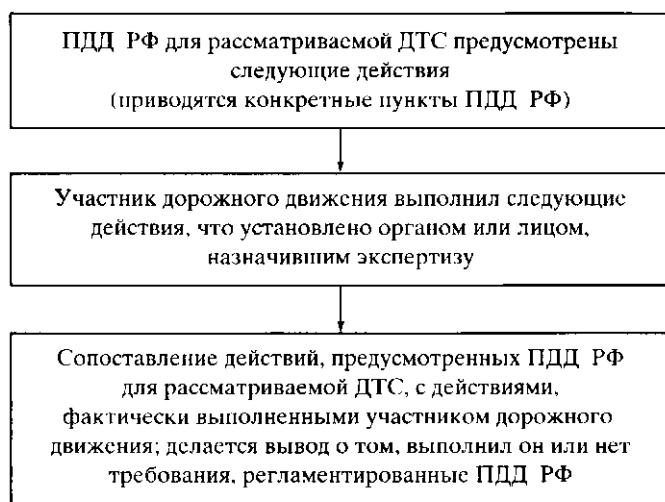 ПДД РФ для рассматриваемой ДТС предусмотрены
следующие действия
(приводятся конкретные пункты ПДД РФ)
Участник дорожного движения выполнил следующие
действия, что установлено органом или лицом,
назначившим экспертизу
Сопоставление действий, предусмотренных ПДД РФ
для рассматриваемой ДТС, с действиями,
фактически выполненными участником дорожного
движения; делается вывод о том, выполнил он или нет
требования, регламентированные ПДД РФ